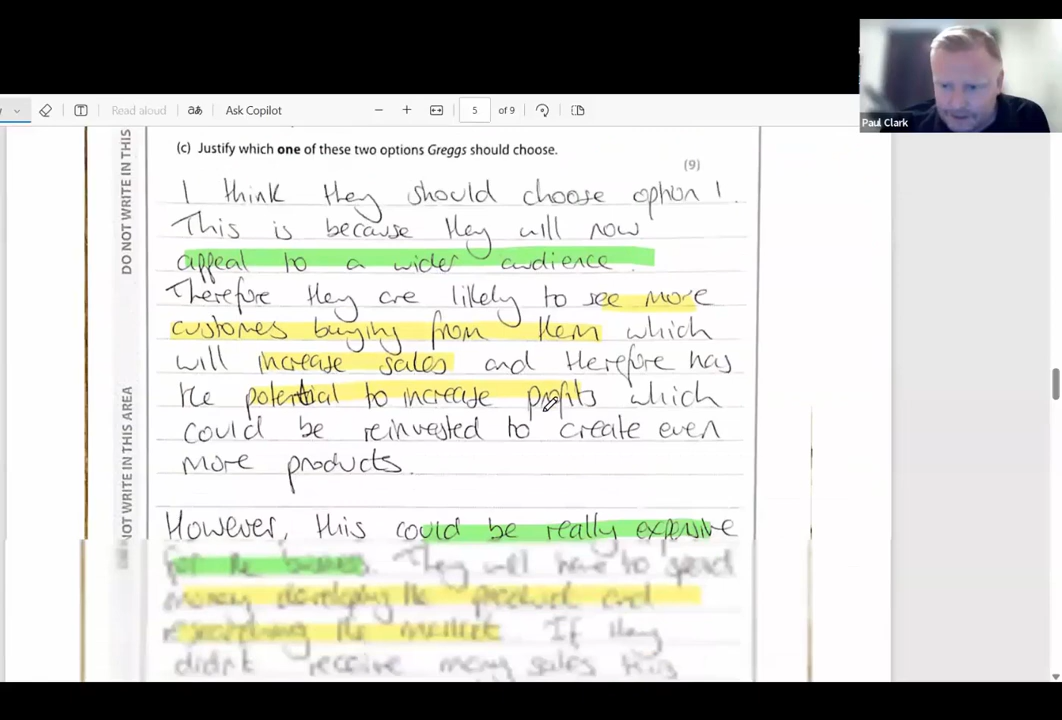 Read aloud
Ask Copilot
5 of 9
Paul Clark
DO NOT WRITE IN THIS
NOT WRITE IN THIS AREA
(c) Justify which one of these two options Greggs should choose.
(9)
I think they should choose option 1.
This is because they will now
appeal to a wider audience.
Therefore they are likely to see more
customes buying from them which
will increase sales and therefore has
the potential to increase profits which
could be reinvested to create even
more products.
However, this could be really expensive
for the business. They will have to spend
money developing the product and
researching the market. If they
didn't receive many sales this